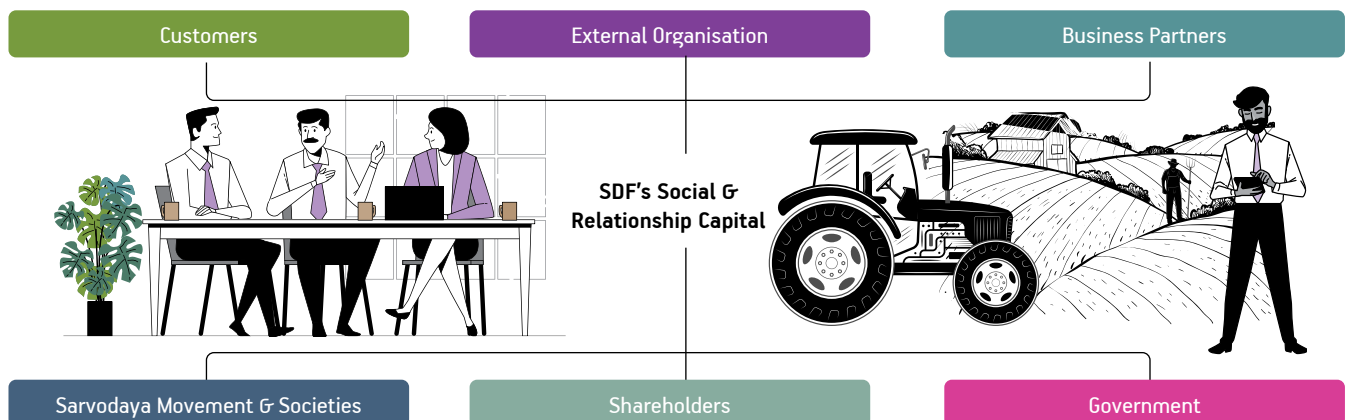 Customers
External Organisation
Business Partners
SDF's Social &
Relationship Capital
Sarvodaya Movement & Societies
Shareholders
Government